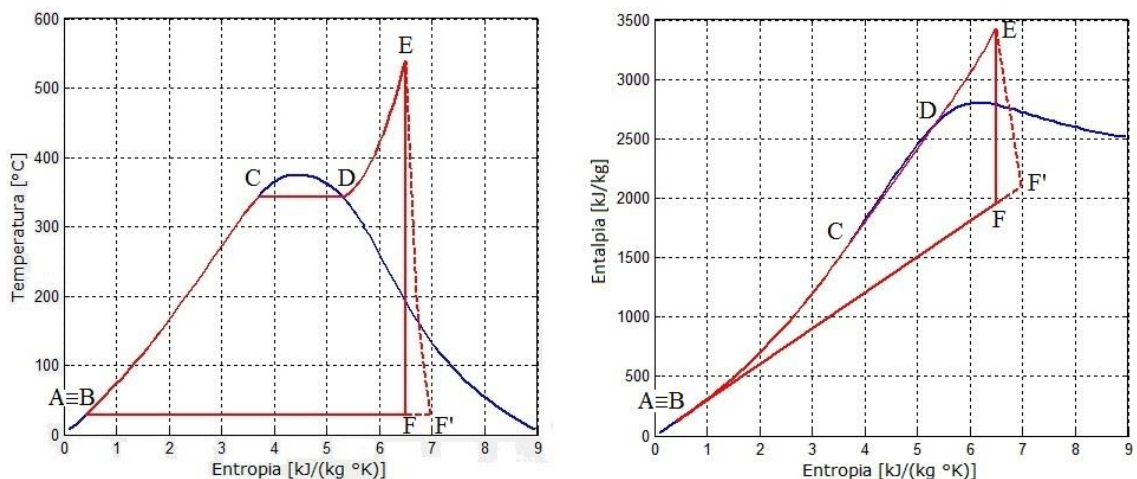 600
500
400
300
200
100
0
Temperatura [°C]
0 1 2 3 4 5 6 7 8 9
Entropia [kJ/(kg °K)]
A≡B
C
D
E
F
F'
3500
3000
2500
2000
1500
1000
500
0
Entalpia [kJ/kg]
0 1 2 3 4 5 6 7 8 9
Entropia [kJ/(kg °K)]
A≡B
C
D
E
F
F'